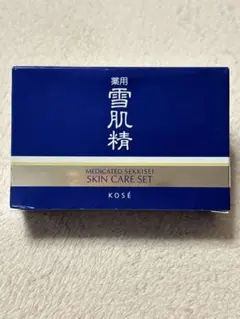 薬用
雪肌精
MEDICATED SEKKISEI
SKIN CARE SET
KOSÉ